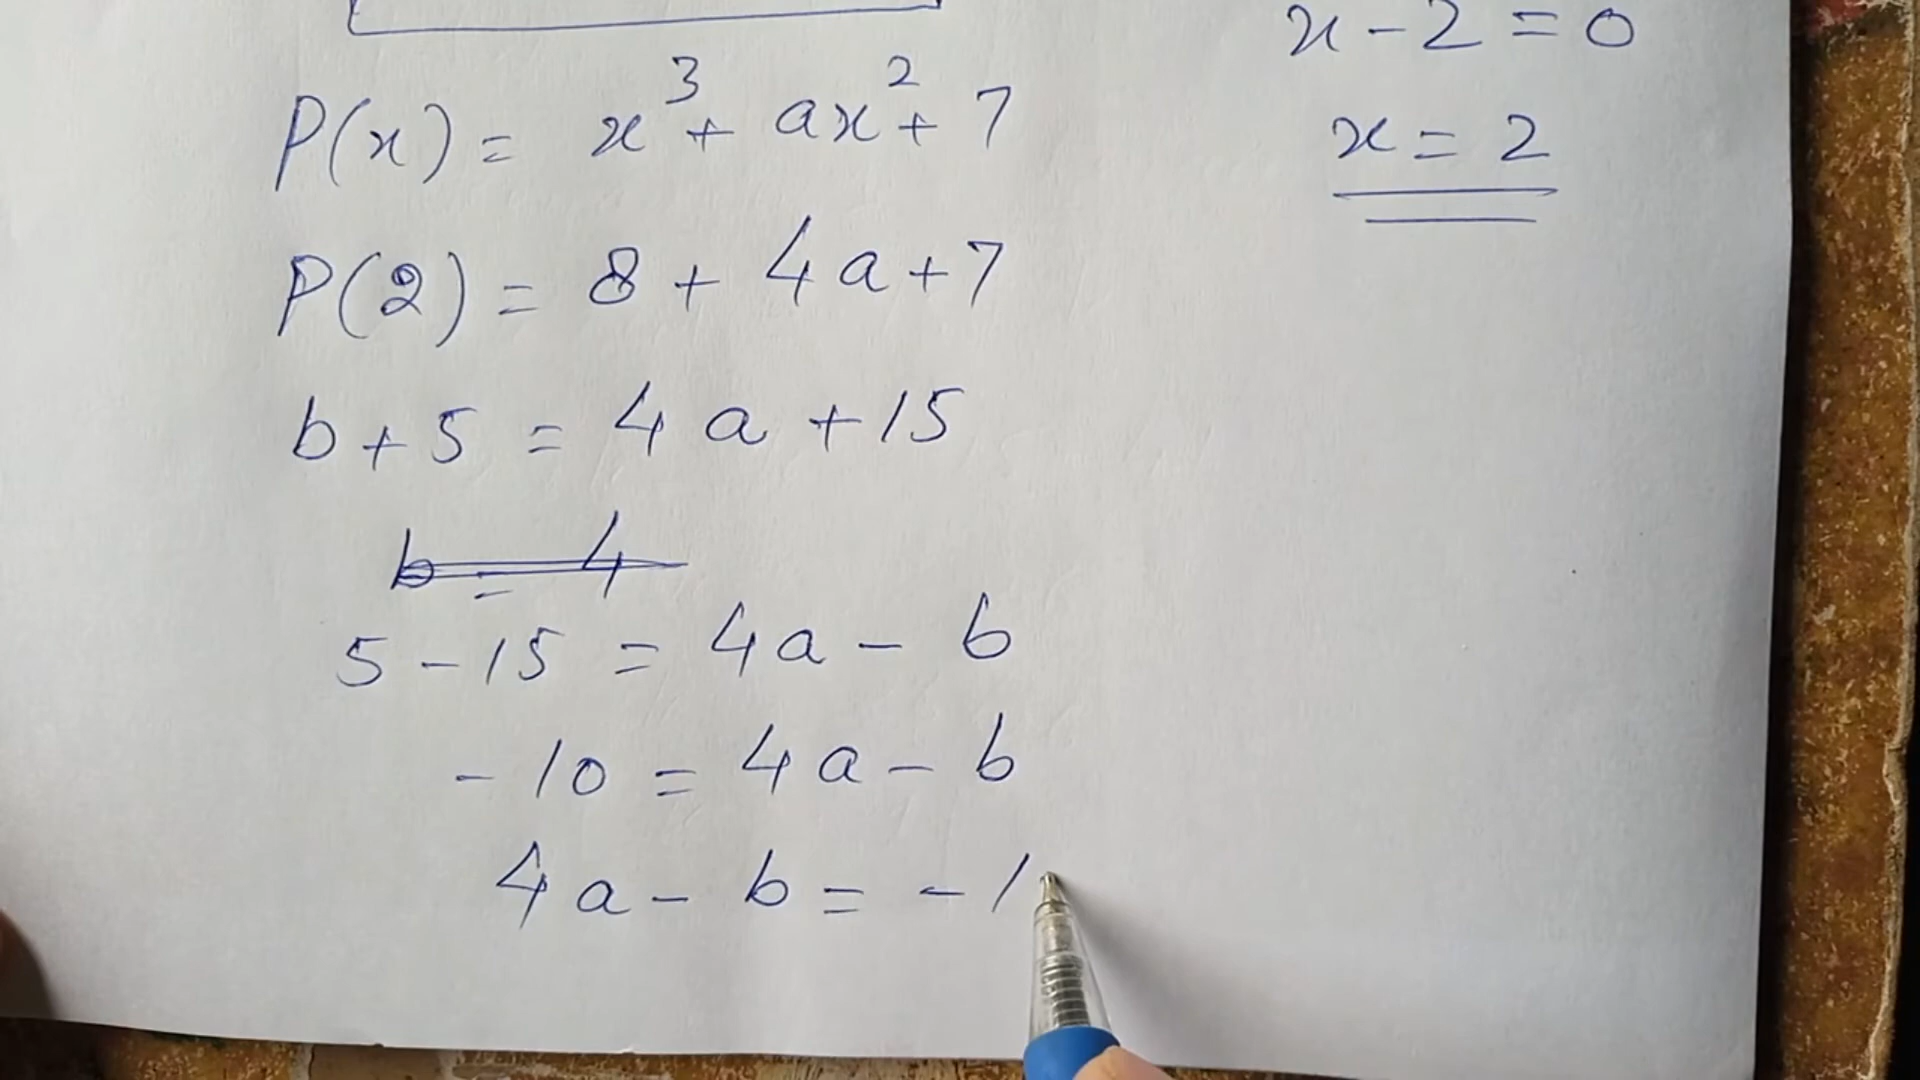 x - 2 = 0
x = 2
P(x) = x³ + ax² + 7
P(2) = 8 + 4a + 7
b + 5 = 4a + 15
b = 4
5 - 15 = 4a - b
- 10 = 4a - b
4a - b = - 1